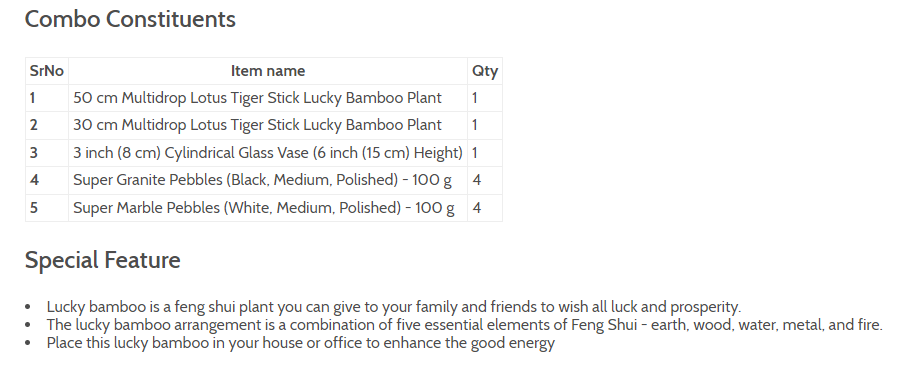 Combo Constituents
SrNo Item name Qty
1 50 cm Multidrop Lotus Tiger Stick Lucky Bamboo Plant 1
2 30 cm Multidrop Lotus Tiger Stick Lucky Bamboo Plant 1
3 3 inch (8 cm) Cylindrical Glass Vase (6 inch (15 cm) Height) 1
4 Super Granite Pebbles (Black, Medium, Polished) - 100 g 4
5 Super Marble Pebbles (White, Medium, Polished) - 100 g 4
Special Feature
• Lucky bamboo is a feng shui plant you can give to your family and friends to wish all luck and prosperity.
• The lucky bamboo arrangement is a combination of five essential elements of Feng Shui - earth, wood, water, metal, and fire.
• Place this lucky bamboo in your house or office to enhance the good energy